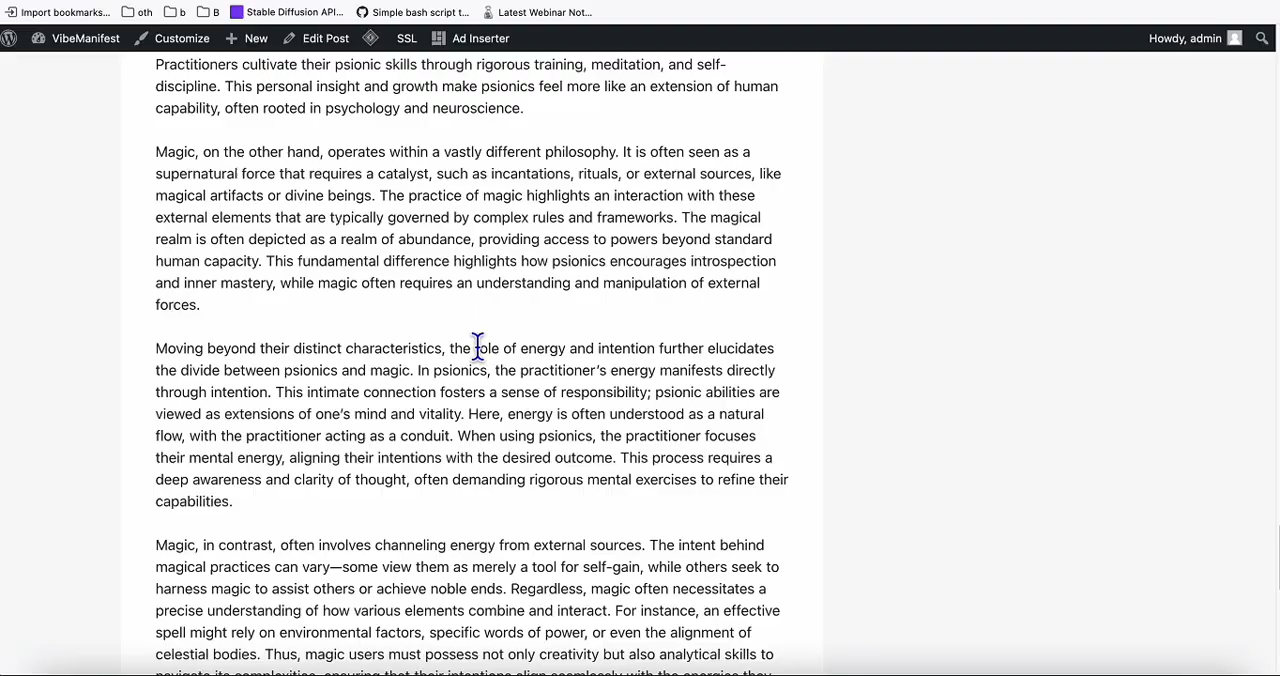 Import bookmarks... oth b B Stable Diffusion API... Simple bash script t... Latest Webinar Not...
VibeManifest Customize New Edit Post SSL Ad Inserter Howdy, admin
Practitioners cultivate their psionic skills through rigorous training, meditation, and self-
discipline. This personal insight and growth make psionics feel more like an extension of human
capability, often rooted in psychology and neuroscience.
Magic, on the other hand, operates within a vastly different philosophy. It is often seen as a
supernatural force that requires a catalyst, such as incantations, rituals, or external sources, like
magical artifacts or divine beings. The practice of magic highlights an interaction with these
external elements that are typically governed by complex rules and frameworks. The magical
realm is often depicted as a realm of abundance, providing access to powers beyond standard
human capacity. This fundamental difference highlights how psionics encourages introspection
and inner mastery, while magic often requires an understanding and manipulation of external
forces.
Moving beyond their distinct characteristics, the role of energy and intention further elucidates
the divide between psionics and magic. In psionics, the practitioner’s energy manifests directly
through intention. This intimate connection fosters a sense of responsibility; psionic abilities are
viewed as extensions of one’s mind and vitality. Here, energy is often understood as a natural
flow, with the practitioner acting as a conduit. When using psionics, the practitioner focuses
their mental energy, aligning their intentions with the desired outcome. This process requires a
deep awareness and clarity of thought, often demanding rigorous mental exercises to refine their
capabilities.
Magic, in contrast, often involves channeling energy from external sources. The intent behind
magical practices can vary—some view them as merely a tool for self-gain, while others seek to
harness magic to assist others or achieve noble ends. Regardless, magic often necessitates a
precise understanding of how various elements combine and interact. For instance, an effective
spell might rely on environmental factors, specific words of power, or even the alignment of
celestial bodies. Thus, magic users must possess not only creativity but also analytical skills to
navigate its complexities, ensuring that their intentions align seamlessly with the energies they